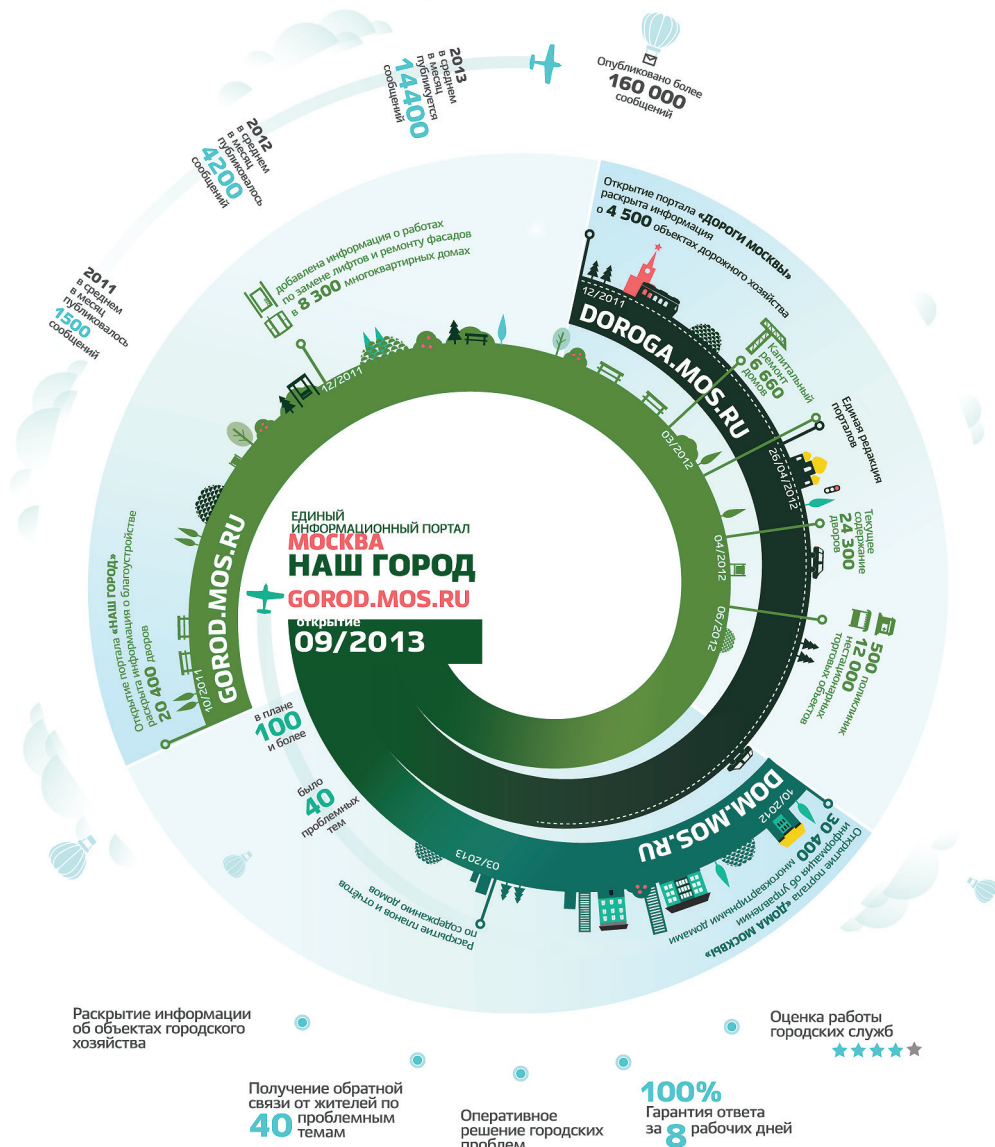 2011
в среднем
в месяц
публиковалось
1500
сообщений
2012
в среднем
в месяц
публиковалось
4200
сообщений
2013
в среднем
в месяц
публикуется
14400
сообщений
Опубликовано более
160 000
сообщений
Открытие портала «НАШ ГОРОД»
раскрыта информация о благоустройстве
20 400 дворов
10/2011
GOROD.MOS.RU
добавлена информация о работах
по замене лифтов и ремонту фасадов
в 8 300 многоквартирных домах
12/2011
Открытие портала «ДОРОГИ МОСКВЫ»
раскрыта информация
о 4 500 объектах дорожного хозяйства
12/2011
DOROGA.MOS.RU
Капитальный
ремонт
6 660
домов
03/2012
Единая редакция
порталов
26/04/2012
Текущее
содержание
24 300
дворов
04/2012
500 поликлиник
12 000
нестационарных
торговых объектов
06/2012
DOM.MOS.RU
10/2012
Открытие портала «ДОМА МОСКВЫ»
информация об управлении
30 400 многоквартирными домами
03/2013
Раскрытие планов и отчётов
по содержанию домов
ЕДИНЫЙ
ИНФОРМАЦИОННЫЙ ПОРТАЛ
МОСКВА
НАШ ГОРОД
GOROD.MOS.RU
открытие
09/2013
в плане
100
и более
было
40
проблемных
тем
Раскрытие информации
об объектах городского
хозяйства
Получение обратной
связи от жителей по
40 проблемным
темам
Оперативное
решение городских
проблем
100%
Гарантия ответа
за 8 рабочих дней
Оценка работы
городских служб